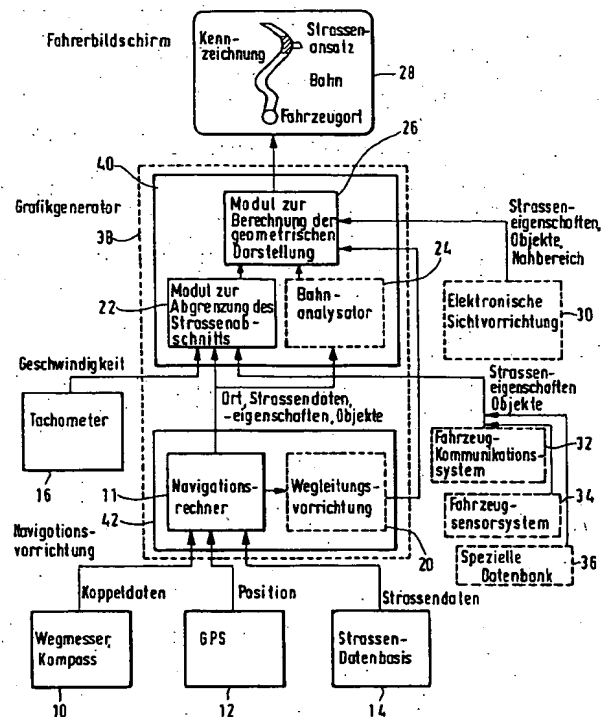 Fahrerbildschirm
Kenn-
zeichnung
Strassen-
ansatz
Bahn
Fahrzeugort
28
26
40
Grafikgenerator
38
Modul zur
Berechnung der
geometrischen
Darstellung
Strassen-
eigenschaften,
Objekte,
Nahbereich
24
22
Modul zur
Abgrenzung des
Strassenab-
schnitts
Bahn-
analysator
Elektronische
Sichtvorrichtung
30
Geschwindigkeit
Strassen-
eigenschaften
Objekte
Ort, Strassendaten,
-eigenschaften, Objekte
Tachometer
16
Fahrzeug-
Kommunikations-
system
32
11
Navigations-
rechner
Wegleitungs-
vorrichtung
Fahrzeug-
sensorsystem
34
42
Navigations-
vorrichtung
20
Spezielle
Datenbank
36
Koppeldaten
Position
Strassendaten
Wegmesser,
Kompass
GPS
Strassen-
Datenbasis
10
12
14